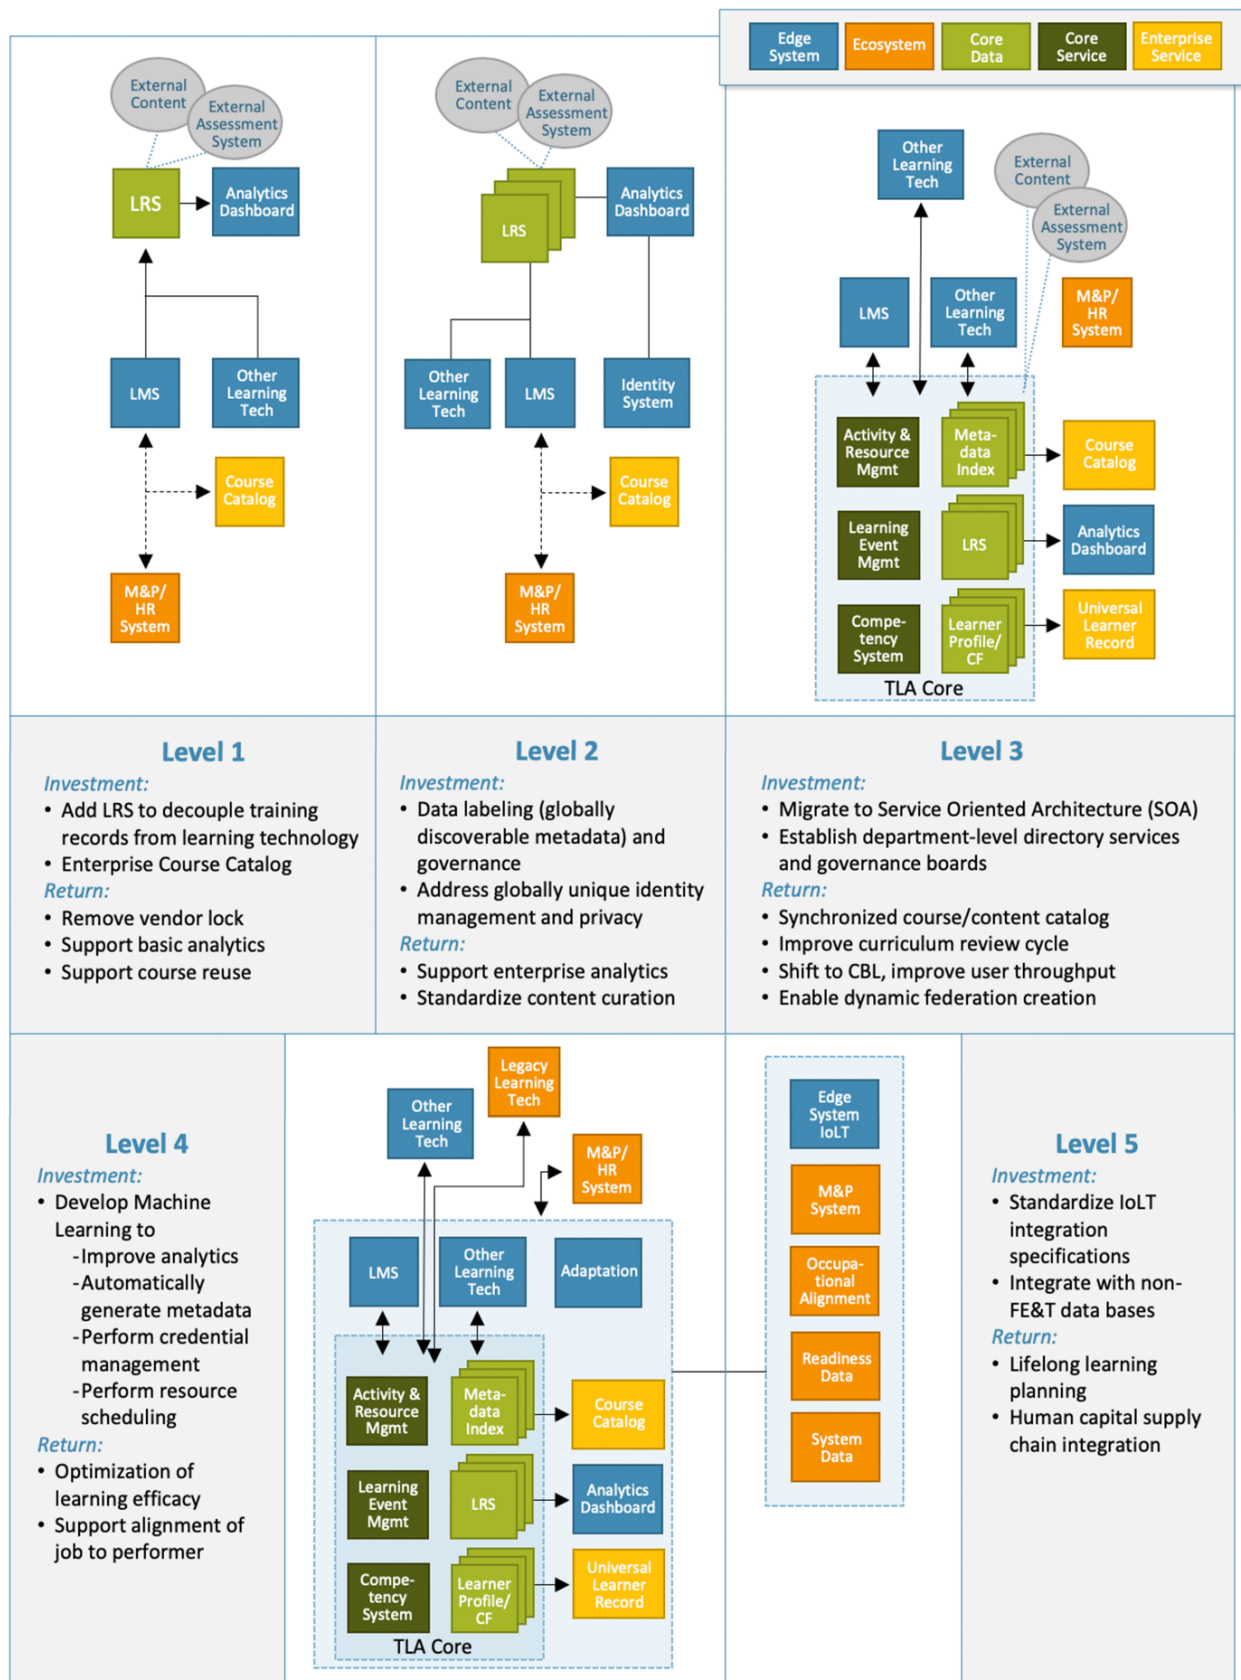 Edge
System
Ecosystem
Core
Data
Core
Service
Enterprise
Service
External
Content
External
Assessment
System
LRS
Analytics
Dashboard
LMS
Other
Learning
Tech
Course
Catalog
M&P/
HR
System
External
Content
External
Assessment
System
LRS
Analytics
Dashboard
Other
Learning
Tech
LMS
Identity
System
Course
Catalog
M&P/
HR
System
Other
Learning
Tech
External
Content
External
Assessment
System
LMS
Other
Learning
Tech
M&P/
HR
System
Activity &
Resource
Mgmt
Meta-
data
Index
Course
Catalog
Learning
Event
Mgmt
LRS
Analytics
Dashboard
Compe-
tency
System
Learner
Profile/
CF
Universal
Learner
Record
TLA Core
Level 1
Investment:
• Add LRS to decouple training
records from learning technology
• Enterprise Course Catalog
Return:
• Remove vendor lock
• Support basic analytics
• Support course reuse
Level 2
Investment:
• Data labeling (globally
discoverable metadata) and
governance
• Address globally unique identity
management and privacy
Return:
• Support enterprise analytics
• Standardize content curation
Level 3
Investment:
• Migrate to Service Oriented Architecture (SOA)
• Establish department-level directory services
and governance boards
Return:
• Synchronized course/content catalog
• Improve curriculum review cycle
• Shift to CBL, improve user throughput
• Enable dynamic federation creation
Level 4
Investment:
• Develop Machine
Learning to
-Improve analytics
-Automatically
generate metadata
-Perform credential
management
-Perform resource
scheduling
Return:
• Optimization of
learning efficacy
• Support alignment of
job to performer
Legacy
Learning
Tech
Other
Learning
Tech
M&P/
HR
System
LMS
Other
Learning
Tech
Adaptation
Activity &
Resource
Mgmt
Meta-
data
Index
Course
Catalog
Learning
Event
Mgmt
LRS
Analytics
Dashboard
Compe-
tency
System
Learner
Profile/
CF
Universal
Learner
Record
TLA Core
Edge
System
IoLT
M&P
System
Occupa-
tional
Alignment
Readiness
Data
System
Data
Level 5
Investment:
• Standardize IoLT
integration
specifications
• Integrate with non-
FE&T data bases
Return:
• Lifelong learning
planning
• Human capital supply
chain integration